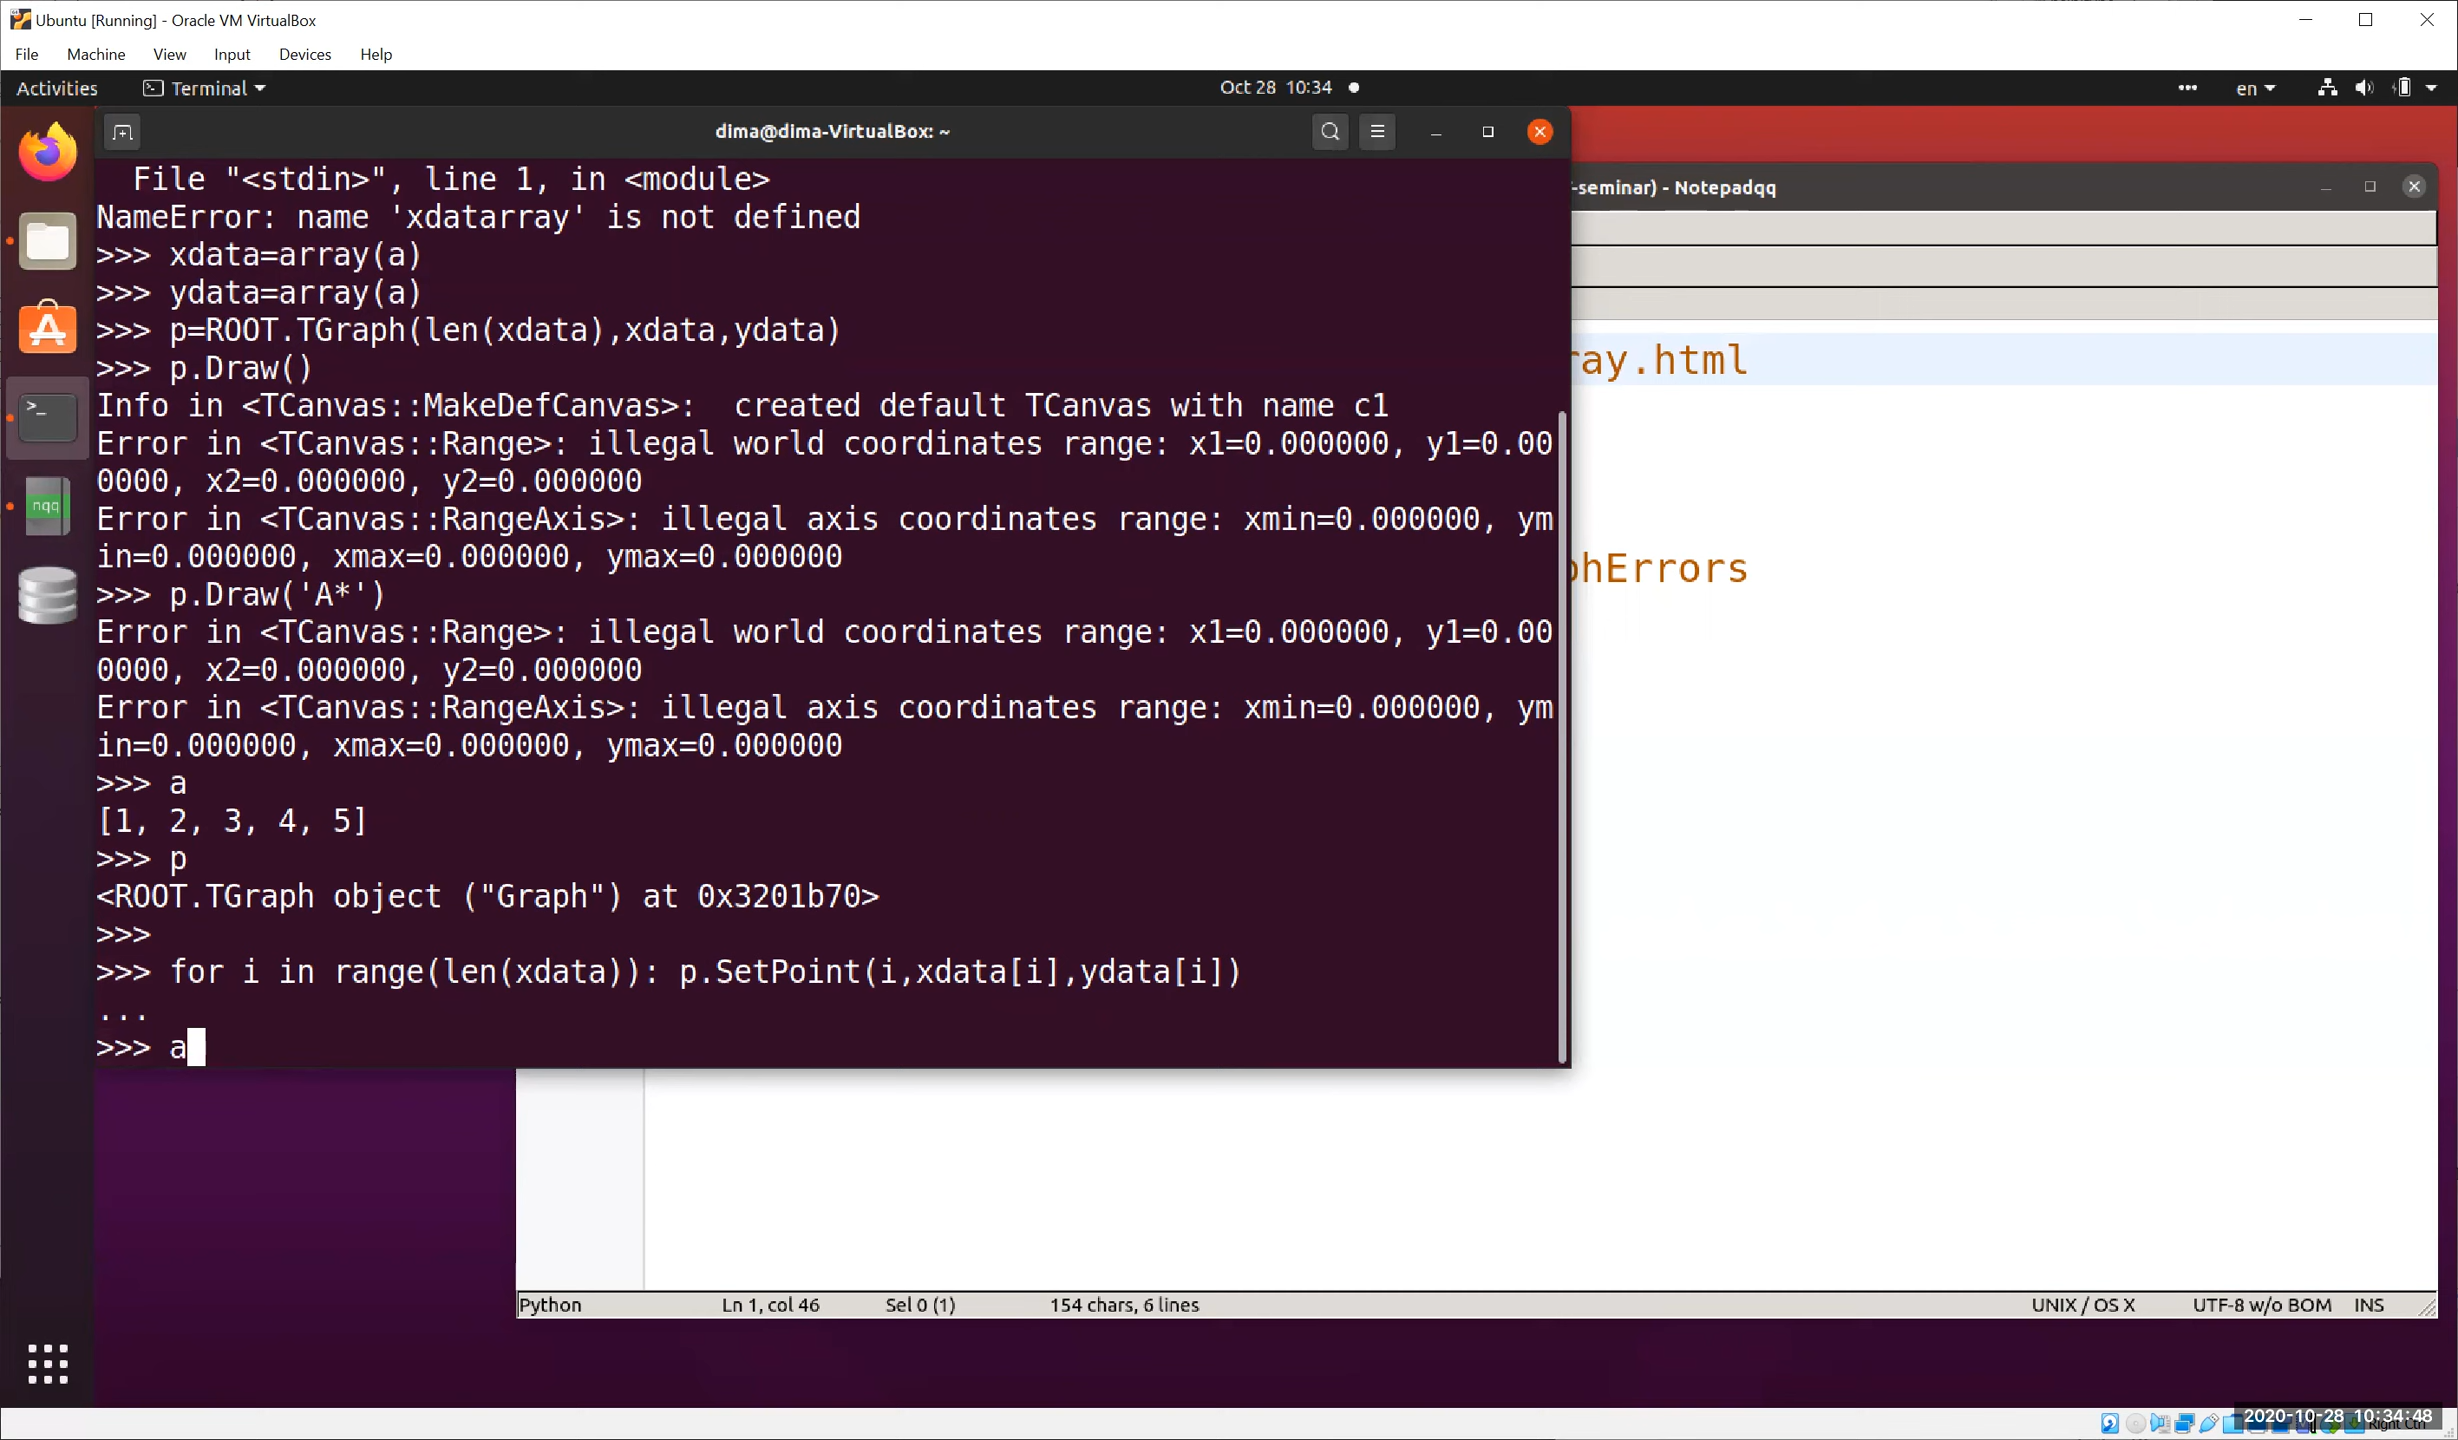 Ubuntu [Running] - Oracle VM VirtualBox
File Machine View Input Devices Help
Activities Terminal Oct 28 10:34 en
dima@dima-VirtualBox: ~
-seminar) - Notepadqq
File "<stdin>", line 1, in <module>
NameError: name 'xdatarray' is not defined
>>> xdata=array(a)
>>> ydata=array(a)
>>> p=ROOT.TGraph(len(xdata),xdata,ydata)
>>> p.Draw()
Info in <TCanvas::MakeDefCanvas>:  created default TCanvas with name c1
Error in <TCanvas::Range>: illegal world coordinates range: x1=0.000000, y1=0.00
0000, x2=0.000000, y2=0.000000
Error in <TCanvas::RangeAxis>: illegal axis coordinates range: xmin=0.000000, ym
in=0.000000, xmax=0.000000, ymax=0.000000
>>> p.Draw('A*')
Error in <TCanvas::Range>: illegal world coordinates range: x1=0.000000, y1=0.00
0000, x2=0.000000, y2=0.000000
Error in <TCanvas::RangeAxis>: illegal axis coordinates range: xmin=0.000000, ym
in=0.000000, xmax=0.000000, ymax=0.000000
>>> a
[1, 2, 3, 4, 5]
>>> p
<ROOT.TGraph object ("Graph") at 0x3201b70>
>>>
>>> for i in range(len(xdata)): p.SetPoint(i,xdata[i],ydata[i])
...
>>> a
ray.html
phErrors
nqq
Python Ln 1, col 46 Sel 0 (1) 154 chars, 6 lines UNIX / OS X UTF-8 w/o BOM INS
2020-10-28 10:34:48
Right Ctrl